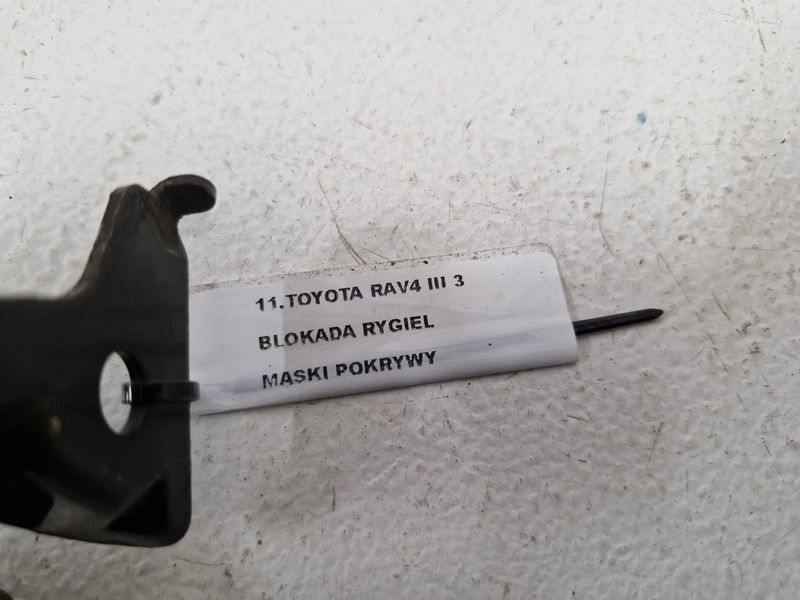 11.TOYOTA RAV4 III 3
BLOKADA RYGIEL
MASKI POKRYWY